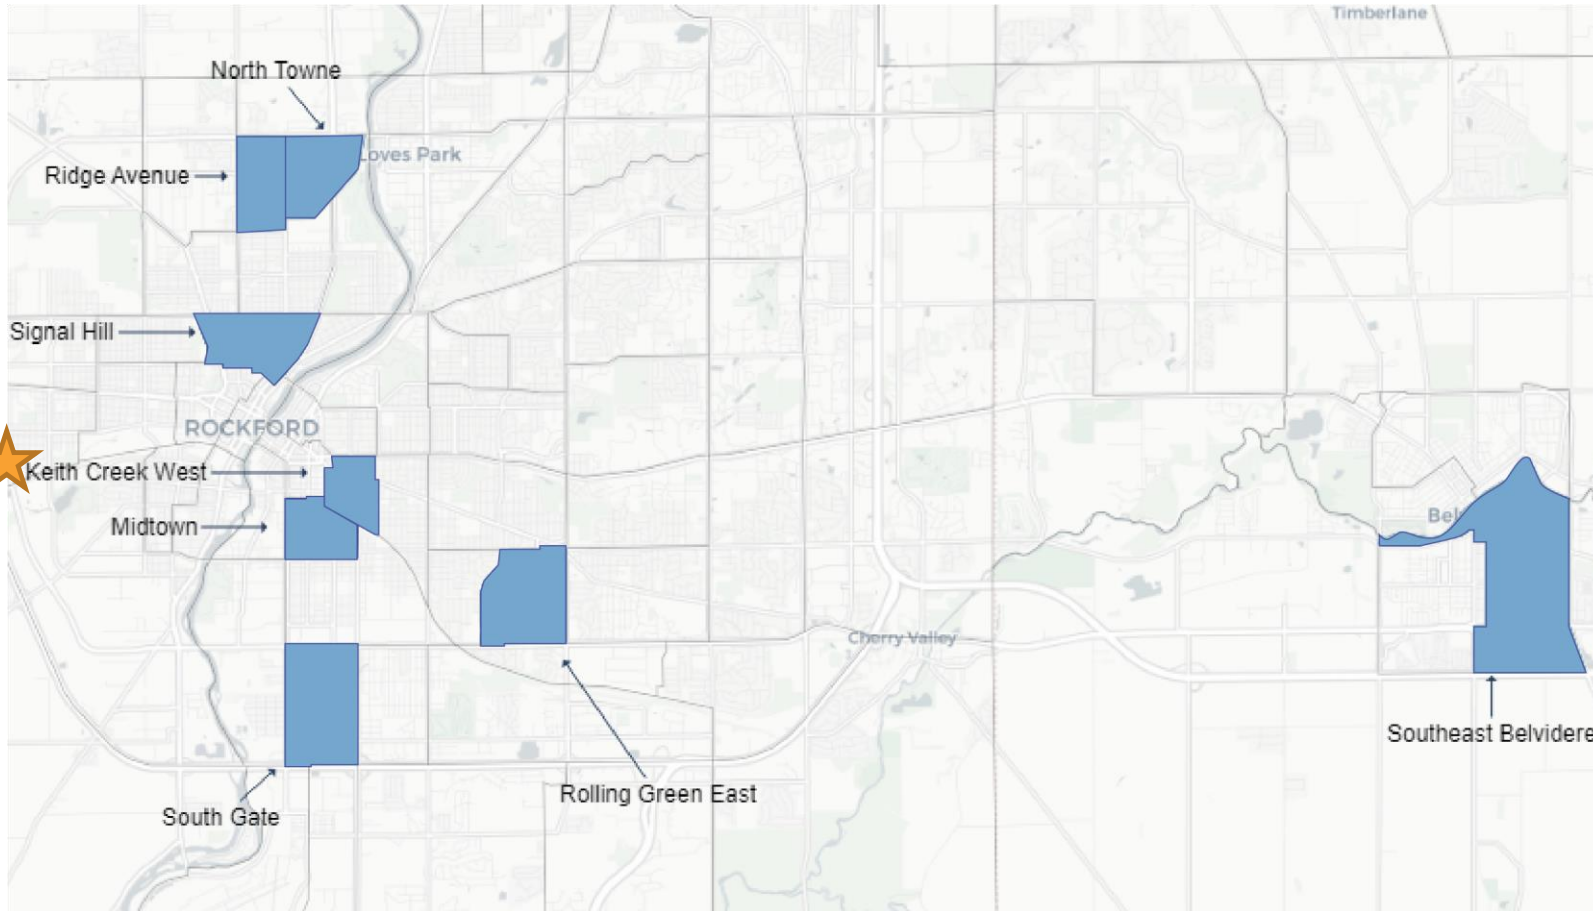 Timberlane
North Towne
Loves Park
Ridge Avenue
Signal Hill
ROCKFORD
Keith Creek West
Midtown
Bel
Cherry Valley
Southeast Belvidere
Rolling Green East
South Gate